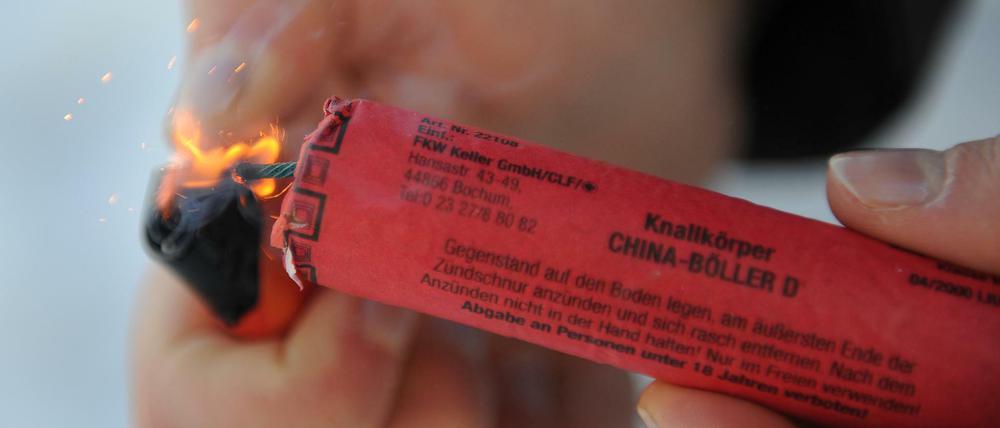 Art. Nr. 22108
Einf.:
FKW Keller GmbH/CLF/
Hansastr. 43-49,
44866 Bochum,
Tel:0 23 27/8 80 82
Knallkörper
CHINA-BÖLLER D
Gegenstand auf den Boden legen, am äußersten Ende der
Zündschnur anzünden und sich rasch entfernen. Nach dem
Anzünden nicht in der Hand halten! Nur im Freien verwenden!
Abgabe an Personen unter 18 Jahren verboten!
04/2000